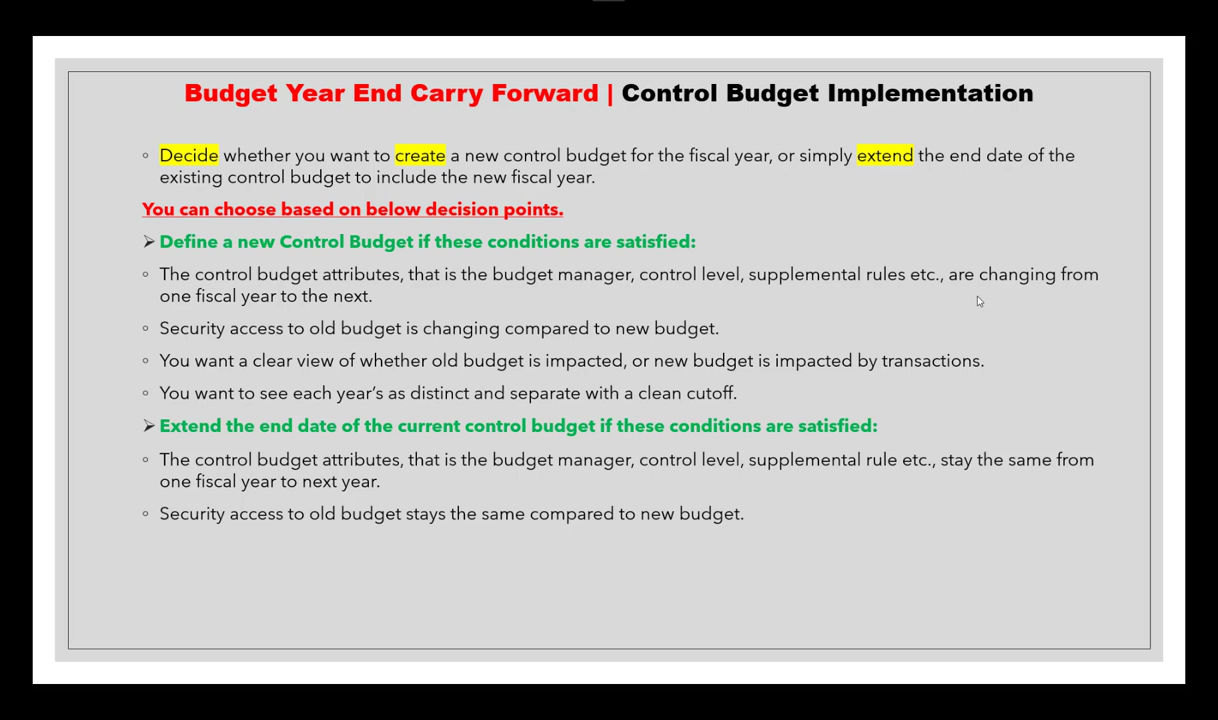 Budget Year End Carry Forward | Control Budget Implementation
◦ Decide whether you want to create a new control budget for the fiscal year, or simply extend the end date of the
existing control budget to include the new fiscal year.
You can choose based on below decision points.
➢ Define a new Control Budget if these conditions are satisfied:
◦ The control budget attributes, that is the budget manager, control level, supplemental rules etc., are changing from
one fiscal year to the next.
◦ Security access to old budget is changing compared to new budget.
◦ You want a clear view of whether old budget is impacted, or new budget is impacted by transactions.
◦ You want to see each year’s as distinct and separate with a clean cutoff.
➢ Extend the end date of the current control budget if these conditions are satisfied:
◦ The control budget attributes, that is the budget manager, control level, supplemental rule etc., stay the same from
one fiscal year to next year.
◦ Security access to old budget stays the same compared to new budget.